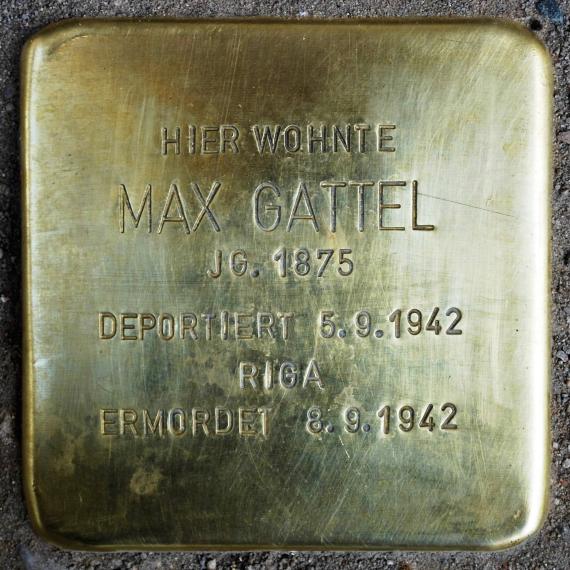 HIER WOHNTE
MAX GATTEL
JG. 1875
DEPORTIERT 5.9.1942
RIGA
ERMORDET 8.9.1942